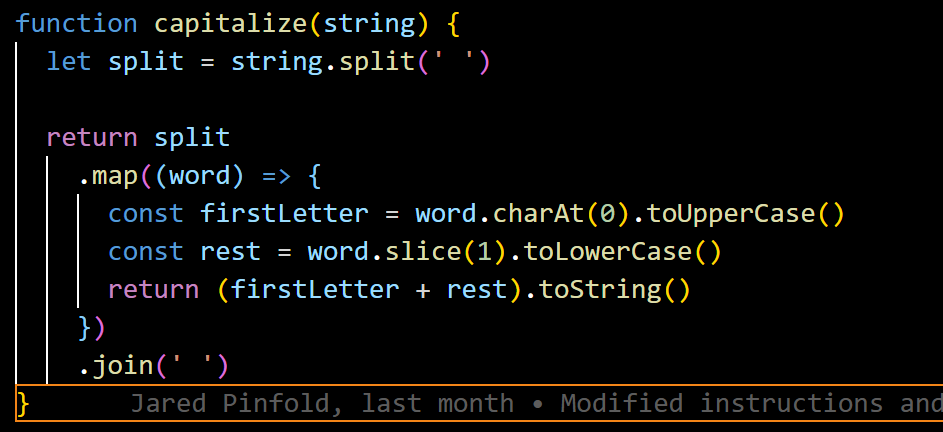 function capitalize(string) {
let split = string.split(' ')
return split
.map((word) => {
const firstLetter = word.charAt(0).toUpperCase()
const rest = word.slice(1).toLowerCase()
return (firstLetter + rest).toString()
})
.join(' ')
} Jared Pinfold, last month • Modified instructions and